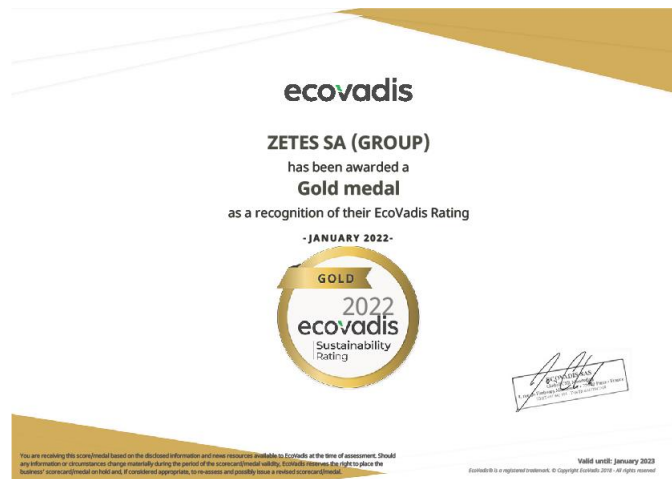 ecovadis
ZETES SA (GROUP)
has been awarded a
Gold medal
as a recognition of their EcoVadis Rating
- JANUARY 2022-
GOLD
2022
ecovadis
Sustainability
Rating
ECOVADIS SAS
You are receiving this score/medal based on the disclosed information and news resources available to EcoVadis at the time of assessment. Should
any information or circumstances change materially during the period of the scorecard/medal validity, EcoVadis reserves the right to place the
business' scorecard/medal on hold and, if considered appropriate, to re-assess and possibly issue a revised scorecard/medal.
Valid until: January 2023
EcoVadis® is a registered trademark. © Copyright EcoVadis 2018 - All rights reserved